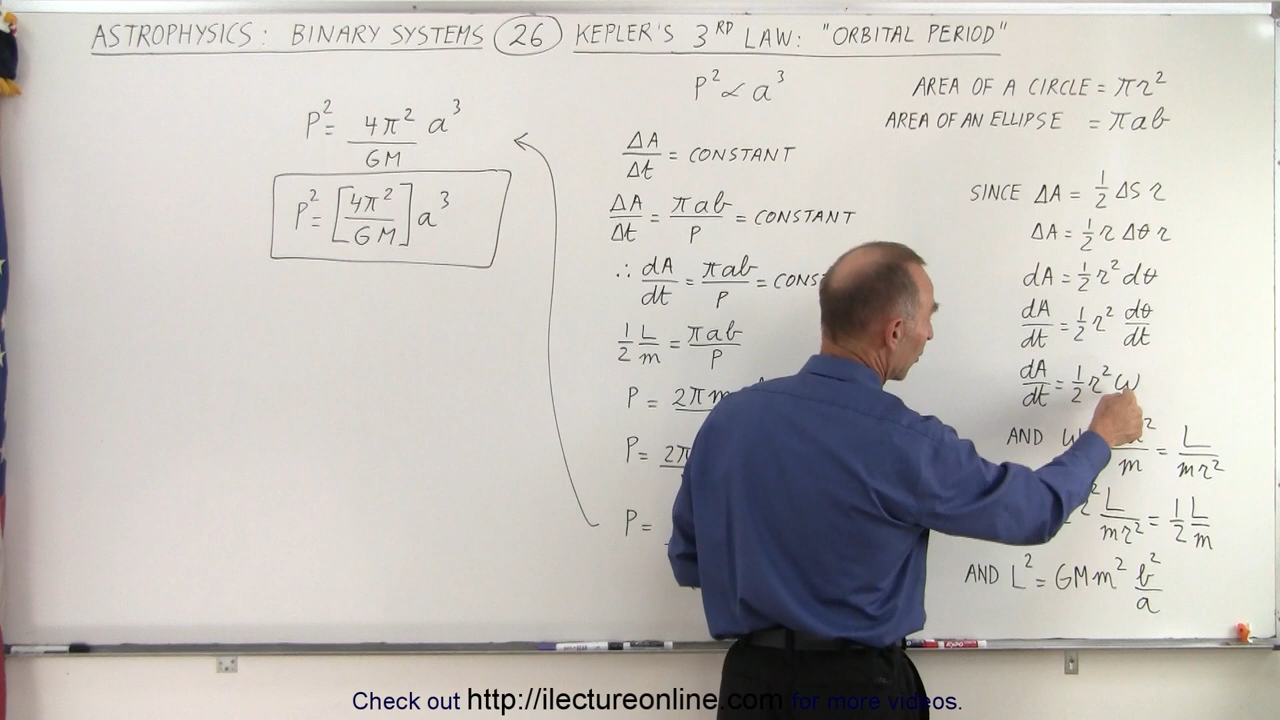 ASTROPHYSICS: BINARY SYSTEMS (26) KEPLER'S 3RD LAW: "ORBITAL PERIOD"
P² = 4π²/GM a³
P² = [4π²/GM] a³
P² ∝ a³
ΔA/Δt = CONSTANT
ΔA/Δt = πab/P = CONSTANT
∴ dA/dt = πab/P =
1/2 L/m = πab/P
P =
P =
P =
AREA OF A CIRCLE = πr²
AREA OF AN ELLIPSE = πab
SINCE ΔA = 1/2 ΔS r
ΔA = 1/2 r Δθ r
dA = 1/2 r² dθ
dA/dt = 1/2 r² dθ/dt
dA/dt = 1/2 r² ω
AND = L/mr²
L/mr² = 1/2 L/m
AND L² = GMm² b²/a
Check out http://ilectureonline.com for more videos.